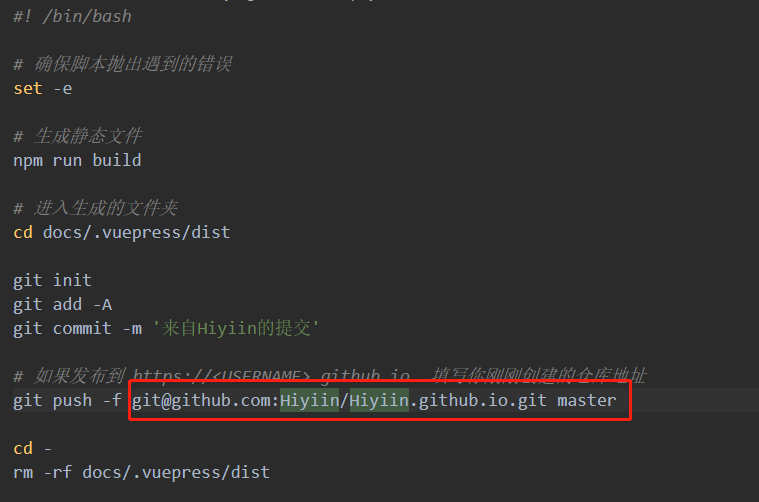 #! /bin/bash
# 确保脚本抛出遇到的错误
set -e
# 生成静态文件
npm run build
# 进入生成的文件夹
cd docs/.vuepress/dist
git init
git add -A
git commit -m '来自Hiyiin的提交'
# 如果发布到 https://<USERNAME>.github.io 填写你刚刚创建的仓库地址
git push -f git@github.com:Hiyiin/Hiyiin.github.io.git master
cd -
rm -rf docs/.vuepress/dist